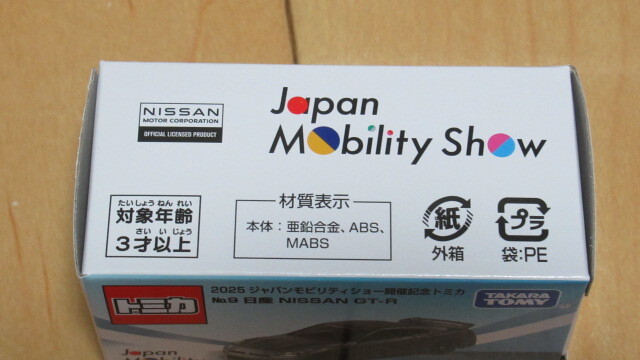 NISSAN
MOTOR CORPORATION
OFFICIAL LICENSED PRODUCT
Japan
Mobility Show
たいしょうねんれい
対象年齢
さい いじょう
3才以上
材質表示
本体：亜鉛合金、ABS、
MABS
紙
外箱
プラ
袋:PE
トミカ
2025 ジャパンモビリティショー開催記念トミカ
No.9 日産 NISSAN GT-R
TAKARA
TOMY
Japan
Mobility